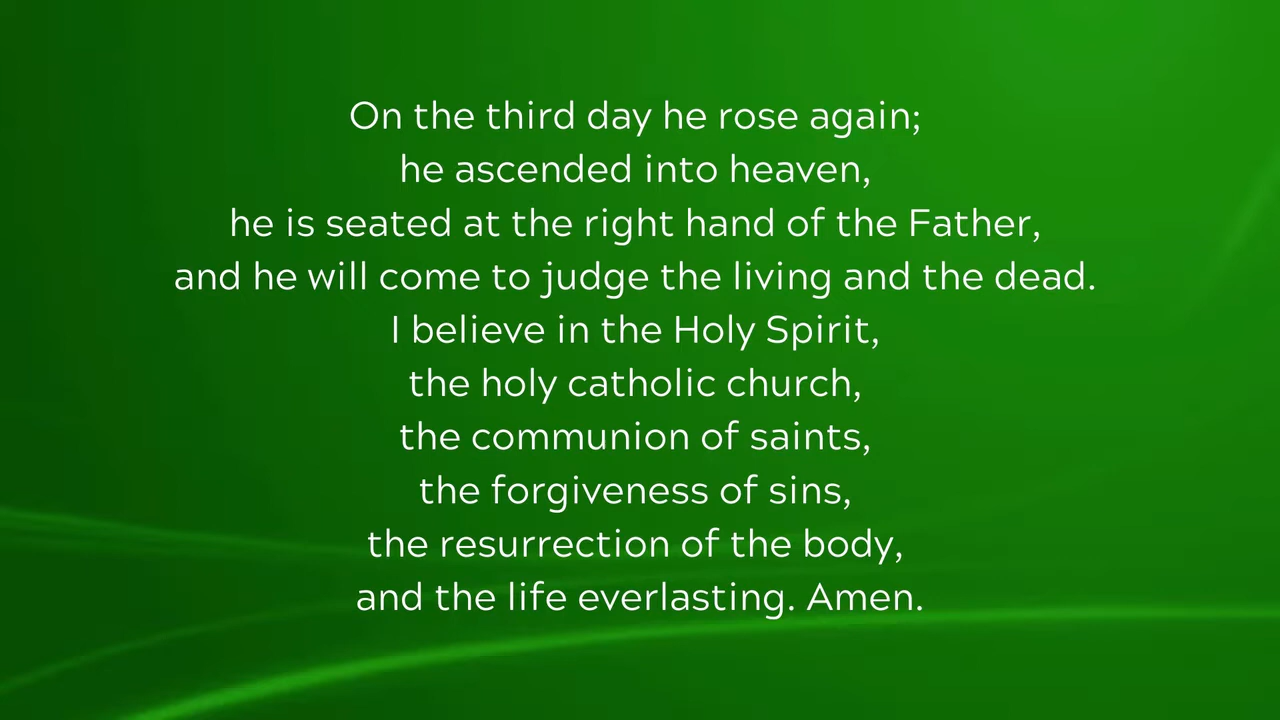 On the third day he rose again;
he ascended into heaven,
he is seated at the right hand of the Father,
and he will come to judge the living and the dead.
I believe in the Holy Spirit,
the holy catholic church,
the communion of saints,
the forgiveness of sins,
the resurrection of the body,
and the life everlasting. Amen.